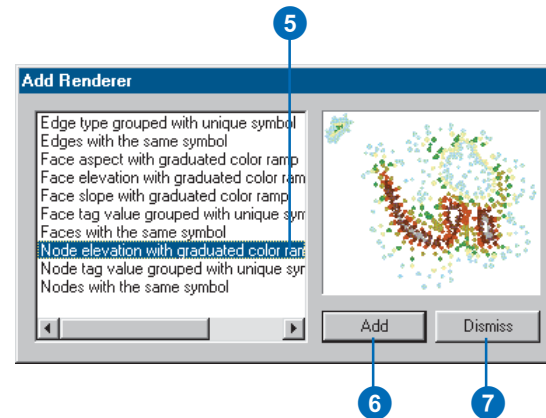 5
Add Renderer
Edge type grouped with unique symbol
Edges with the same symbol
Face aspect with graduated color ramp
Face elevation with graduated color ram
Face slope with graduated color ramp
Face tag value grouped with unique sym
Faces with the same symbol
Node elevation with graduated color ram
Node tag value grouped with unique syr
Nodes with the same symbol
Add Dismiss
6 7